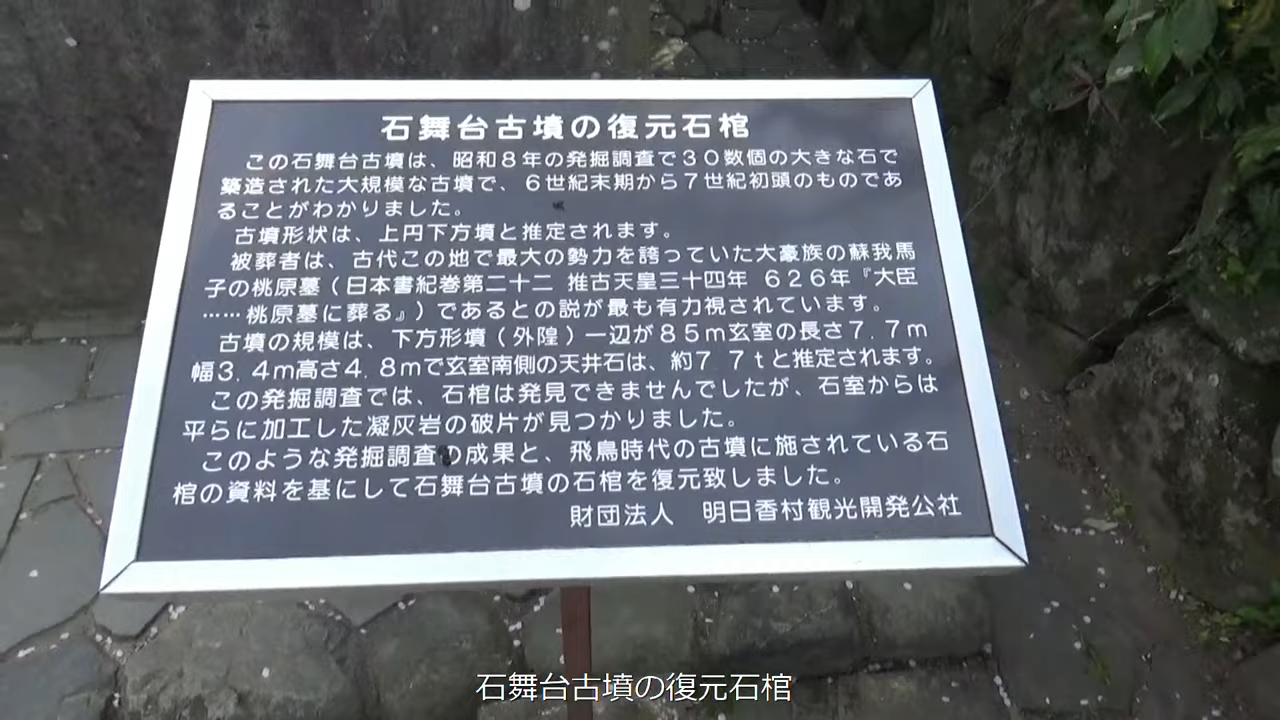 石舞台古墳の復元石棺
この石舞台古墳は、昭和８年の発掘調査で３０数個の大きな石で
築造された大規模な古墳で、６世紀末期から７世紀初頭のものであ
ることがわかりました。
古墳形状は、上円下方墳と推定されます。
被葬者は、古代この地で最大の勢力を誇っていた大豪族の蘇我馬
子の桃原墓（日本書紀巻第二十二 推古天皇三十四年 ６２６年『大臣
……桃原墓に葬る』）であるとの説が最も有力視されています。
古墳の規模は、下方形墳（外隍）一辺が８５ｍ玄室の長さ７.７ｍ
幅３.４ｍ高さ４.８ｍで玄室南側の天井石は、約７７ｔと推定されます。
この発掘調査では、石棺は発見できませんでしたが、石室からは
平らに加工した凝灰岩の破片が見つかりました。
このような発掘調査の成果と、飛鳥時代の古墳に施されている石
棺の資料を基にして石舞台古墳の石棺を復元致しました。
財団法人　明日香村観光開発公社
石舞台古墳の復元石棺